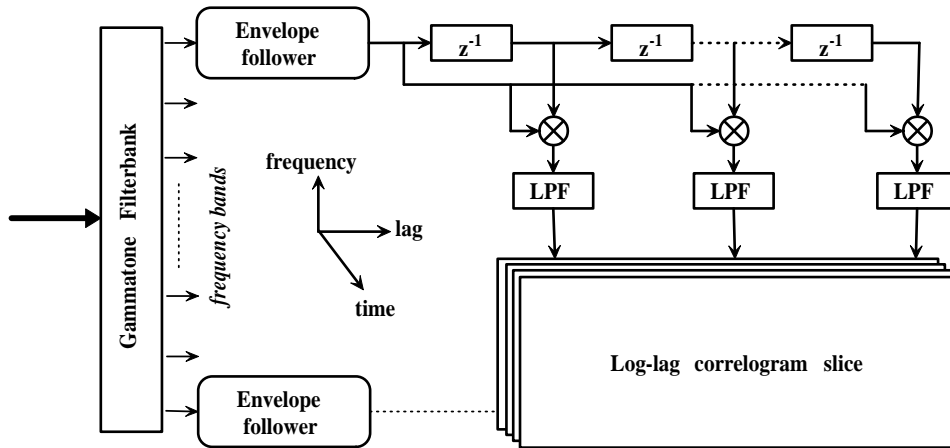 Gammatone Filterbank
Envelope
follower
z⁻¹
z⁻¹
z⁻¹
frequency bands
frequency
lag
time
LPF
LPF
LPF
Log-lag correlogram slice
Envelope
follower